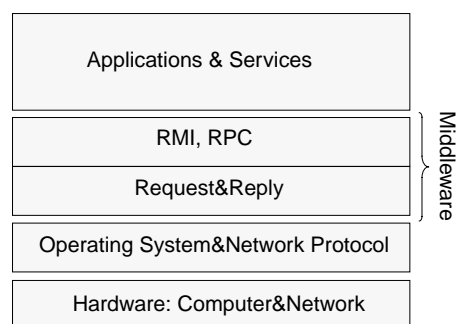 Applications & Services
RMI, RPC
Request&Reply
Middleware
Operating System&Network Protocol
Hardware: Computer&Network